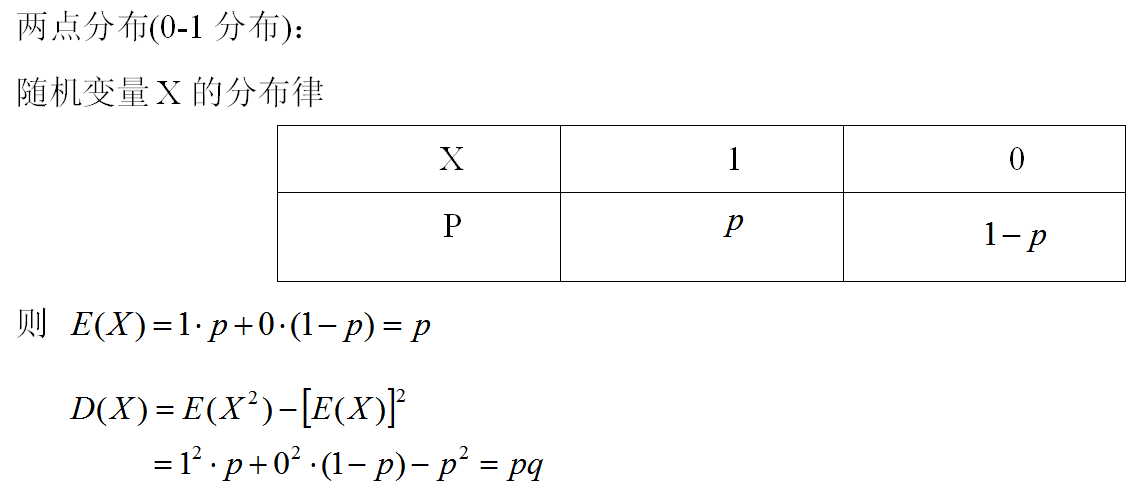 两点分布(0-1 分布)：
随机变量 X 的分布律
X 1 0
P p 1−p
则 E(X)=1·p+0·(1−p)=p
D(X)=E(X²)−[E(X)]²
=1²·p+0²·(1−p)−p²=pq